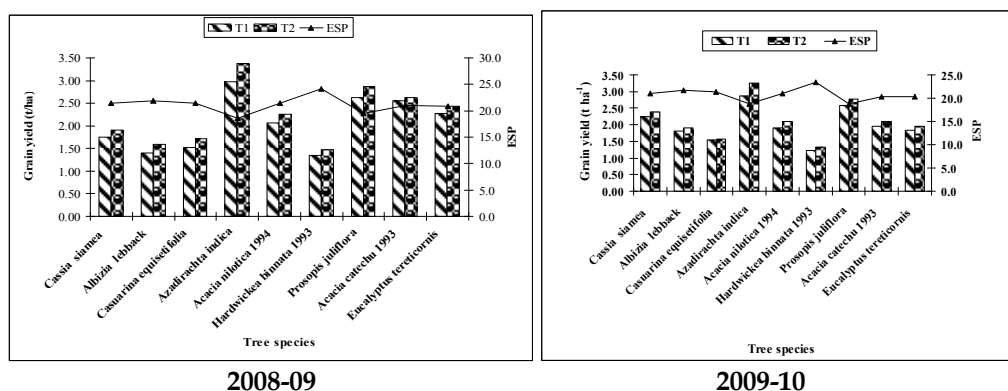 T1 T2 ESP
Grain yield (t/ha)
3.50
3.00
2.50
2.00
1.50
1.00
0.50
0.00
30.0
25.0
20.0
15.0
10.0
5.0
0.0
ESP
Cassia siamea
Albizia lebback
Casuarina equisetifolia
Azadirachta indica
Acacia nilotica 1994
Hardwickea binnata 1993
Prosopis juliflora
Acacia catechu 1993
Eucalyptus tereticornis
Tree species
2008-09
T1 T2 ESP
Grain yield (t ha⁻¹)
3.50
3.00
2.50
2.00
1.50
1.00
0.50
0.00
25.0
20.0
15.0
10.0
5.0
0.0
ESP
Cassia siamea
Albizia lebback
Casuarina equisetifolia
Azadirachta indica
Acacia nilotica 1994
Hardwickea binnata 1993
Prosopis juliflora
Acacia catechu 1993
Eucalyptus tereticornis
Tree species
2009-10